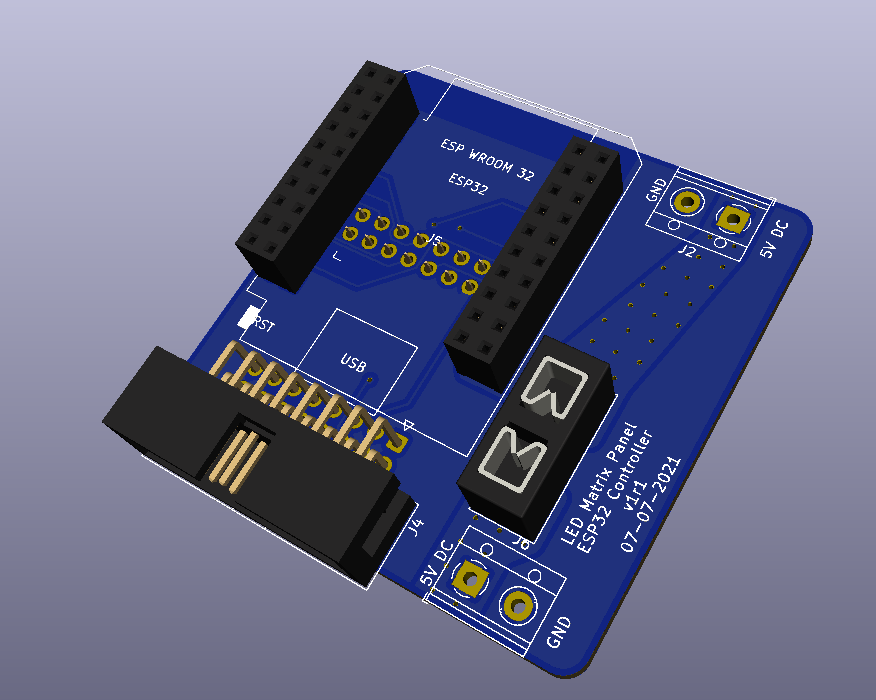 ESP WROOM 32
ESP32
GND
5V DC
J2
J5
RST
USB
J4
J6
LED Matrix Panel
ESP32 Controller
v1r1
07-07-2021
5V DC
GND